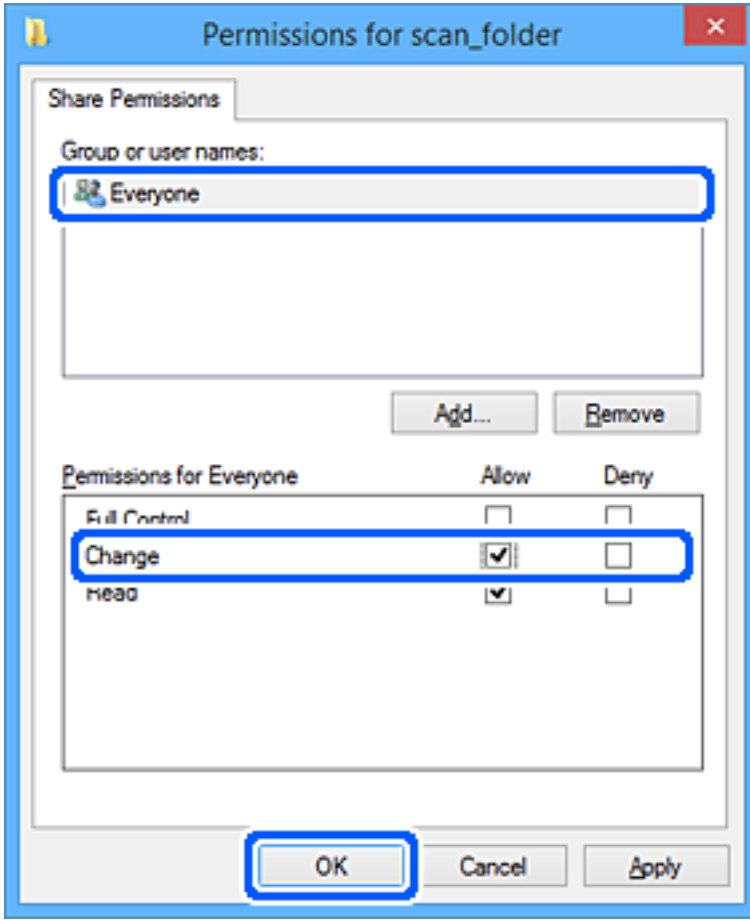 Permissions for scan_folder
Share Permissions
Group or user names:
Everyone
Add... Remove
Permissions for Everyone Allow Deny
Full Control
Change
Read
OK Cancel Apply